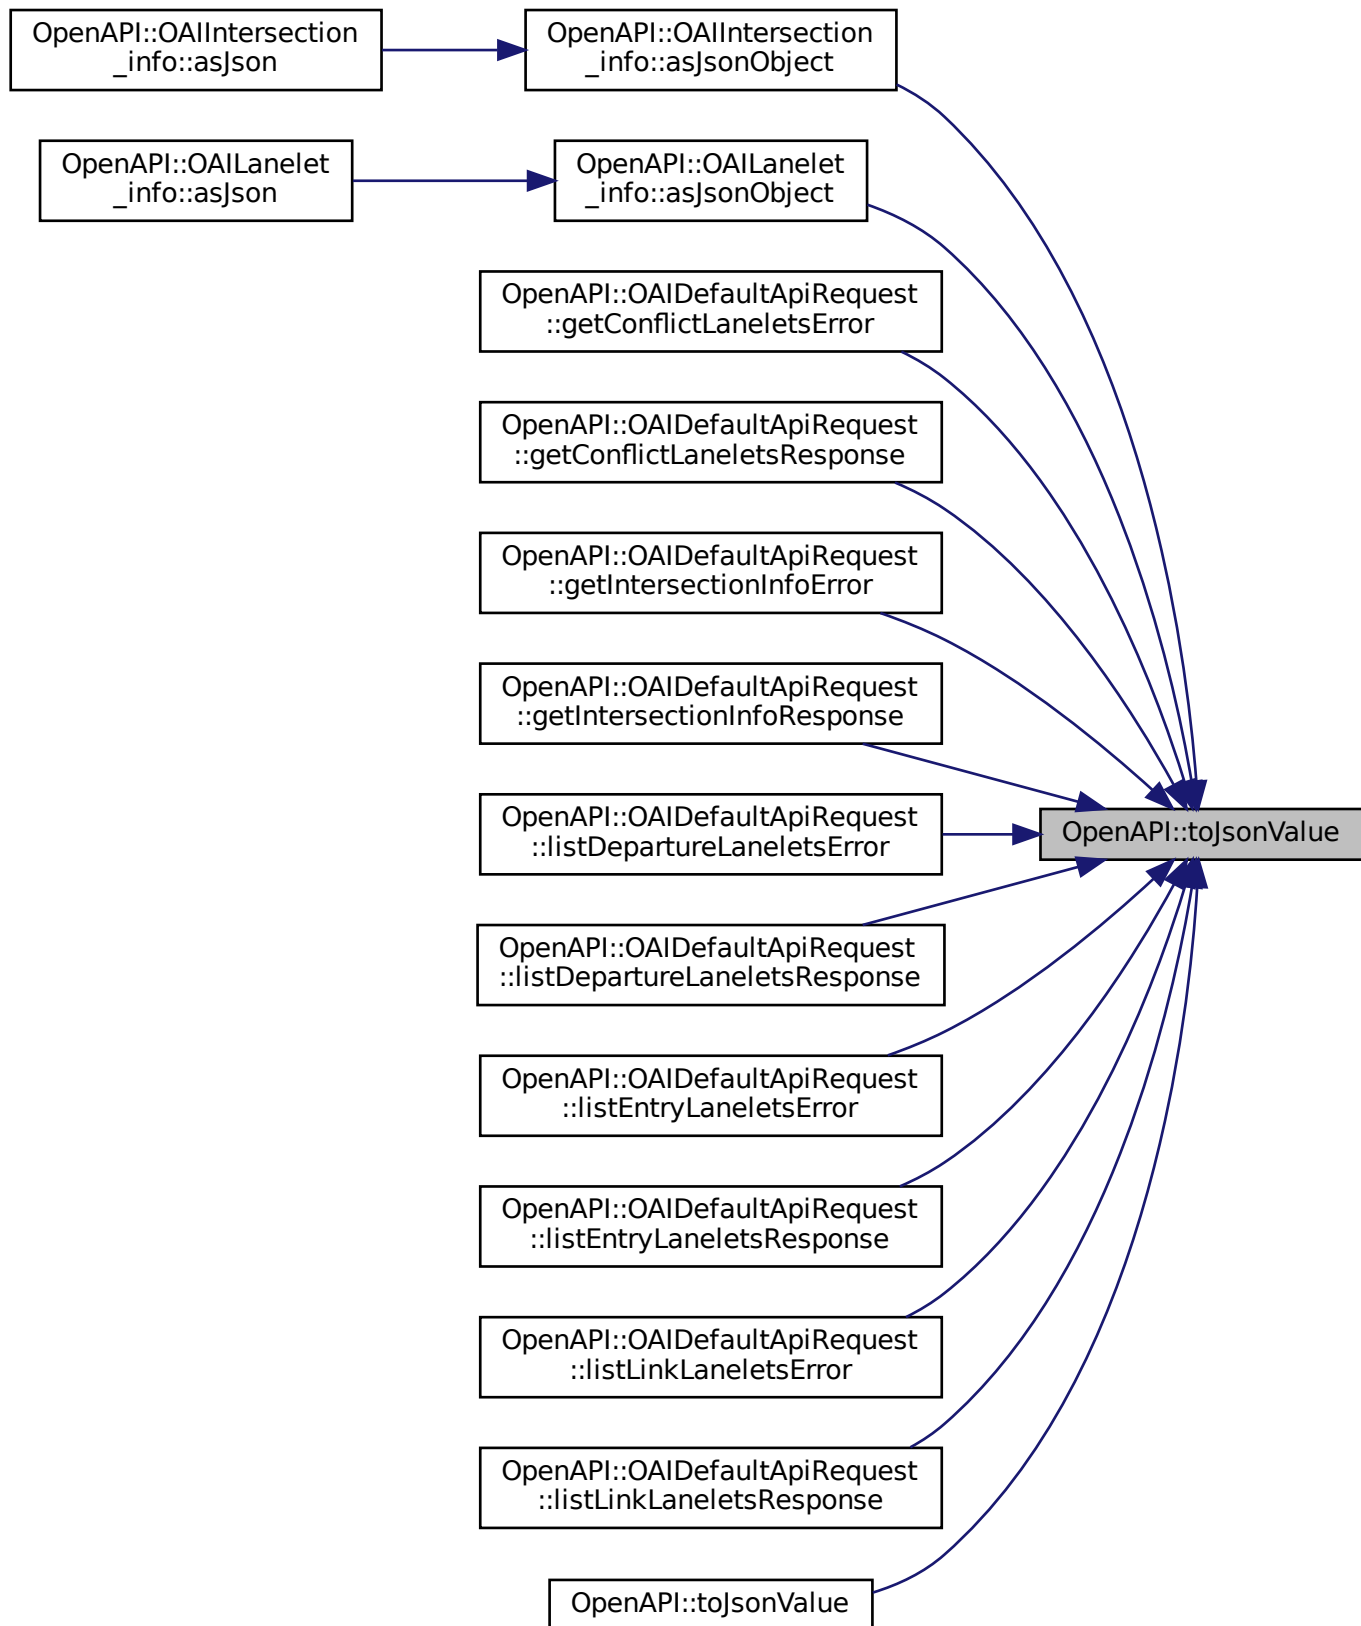 OpenAPI::OAIIntersection
_info::asJson
OpenAPI::OAIIntersection
_info::asJsonObject
OpenAPI::OAILanelet
_info::asJson
OpenAPI::OAILanelet
_info::asJsonObject
OpenAPI::OAIDefaultApiRequest
::getConflictLaneletsError
OpenAPI::OAIDefaultApiRequest
::getConflictLaneletsResponse
OpenAPI::OAIDefaultApiRequest
::getIntersectionInfoError
OpenAPI::OAIDefaultApiRequest
::getIntersectionInfoResponse
OpenAPI::OAIDefaultApiRequest
::listDepartureLaneletsError
OpenAPI::toJsonValue
OpenAPI::OAIDefaultApiRequest
::listDepartureLaneletsResponse
OpenAPI::OAIDefaultApiRequest
::listEntryLaneletsError
OpenAPI::OAIDefaultApiRequest
::listEntryLaneletsResponse
OpenAPI::OAIDefaultApiRequest
::listLinkLaneletsError
OpenAPI::OAIDefaultApiRequest
::listLinkLaneletsResponse
OpenAPI::toJsonValue